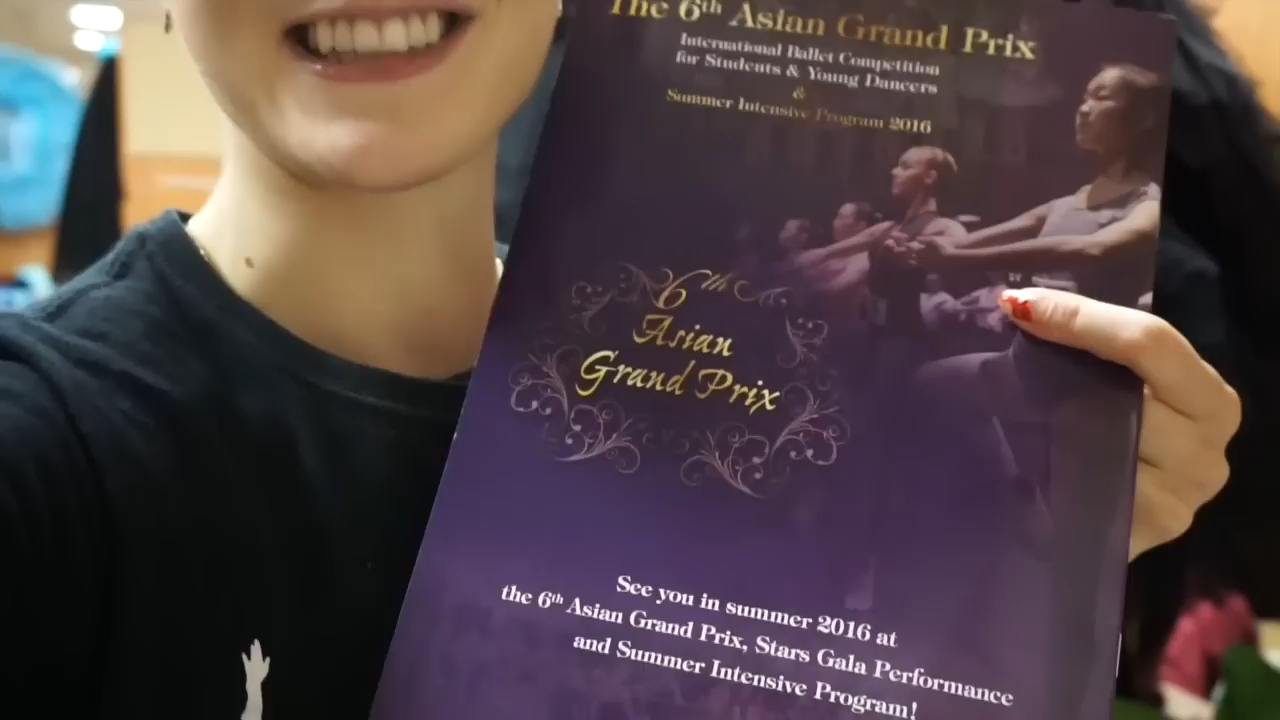 The 6th Asian Grand Prix
International Ballet Competition
for Students & Young Dancers
&
Summer Intensive Program 2016
6th
Asian
Grand Prix
See you in summer 2016 at
the 6th Asian Grand Prix, Stars Gala Performance
and Summer Intensive Program!